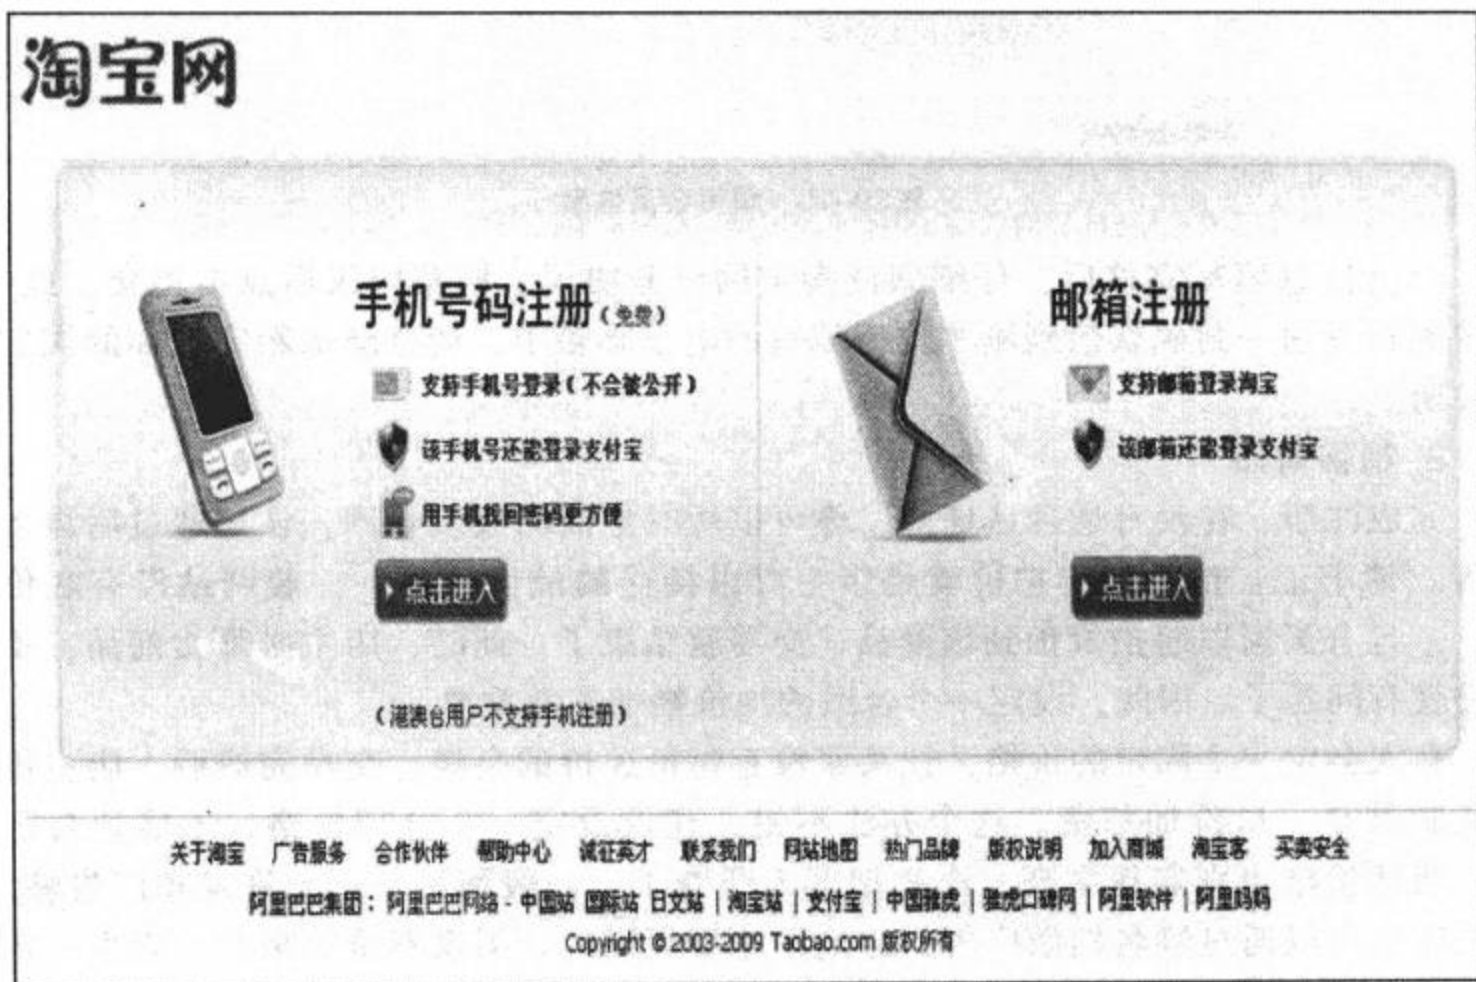 淘宝网
手机号码注册(免费)
支持手机号登录(不会被公开)
该手机号还能登录支付宝
用手机找回密码更方便
点击进入
(港澳台用户不支持手机注册)
邮箱注册
支持邮箱登录淘宝
该邮箱还能登录支付宝
点击进入
关于淘宝 广告服务 合作伙伴 帮助中心 诚征英才 联系我们 网站地图 热门品牌 版权说明 加入商城 淘宝客 买卖安全
阿里巴巴集团：阿里巴巴网络 - 中国站 国际站 日文站 | 淘宝站 | 支付宝 | 中国雅虎 | 雅虎口碑网 | 阿里软件 | 阿里妈妈
Copyright © 2003-2009 Taobao.com 版权所有